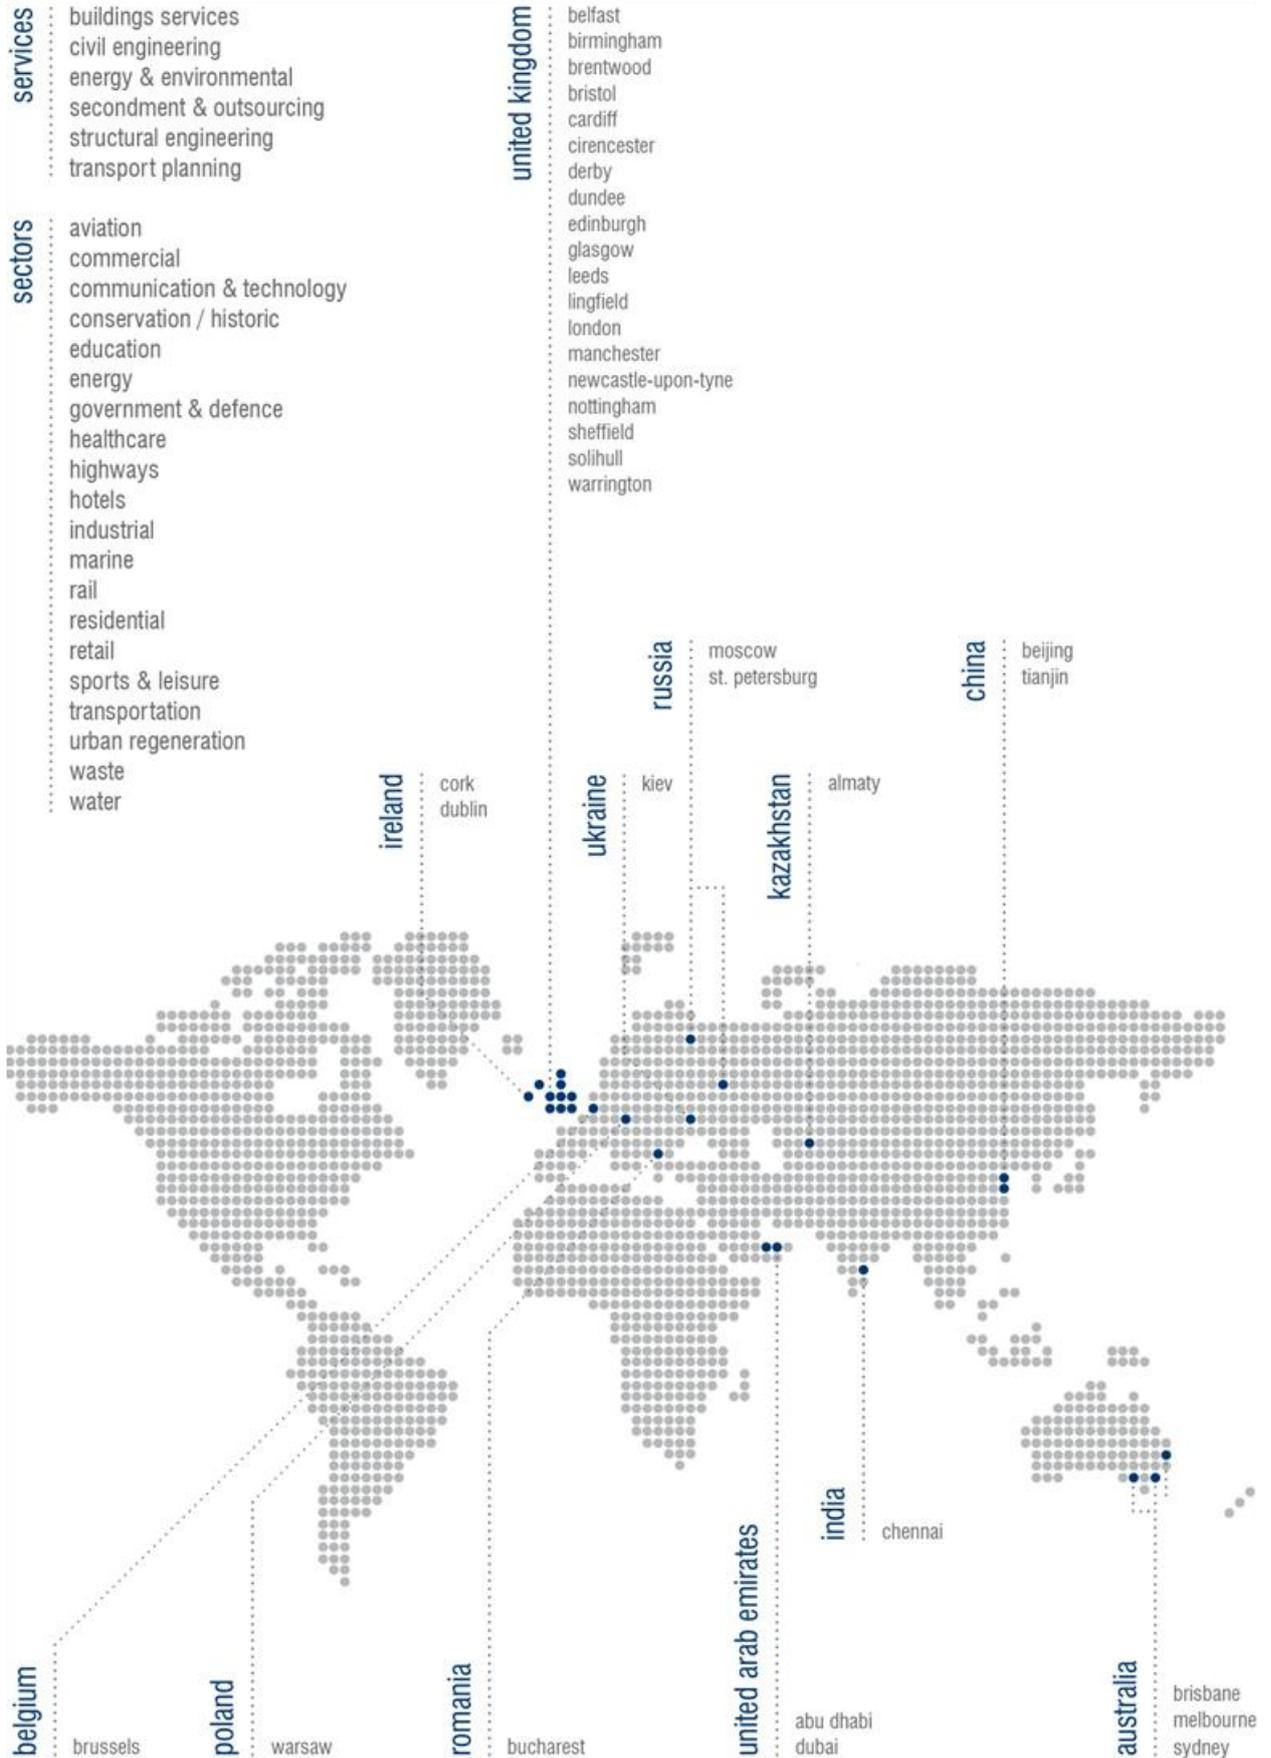 services
buildings services
civil engineering
energy & environmental
secondment & outsourcing
structural engineering
transport planning
sectors
aviation
commercial
communication & technology
conservation / historic
education
energy
government & defence
healthcare
highways
hotels
industrial
marine
rail
residential
retail
sports & leisure
transportation
urban regeneration
waste
water
united kingdom
belfast
birmingham
brentwood
bristol
cardiff
cirencester
derby
dundee
edinburgh
glasgow
leeds
lingfield
london
manchester
newcastle-upon-tyne
nottingham
sheffield
solihull
warrington
russia
moscow
st. petersburg
china
beijing
tianjin
ireland
cork
dublin
ukraine
kiev
kazakhstan
almaty
india
chennai
belgium
brussels
poland
warsaw
romania
bucharest
united arab emirates
abu dhabi
dubai
australia
brisbane
melbourne
sydney